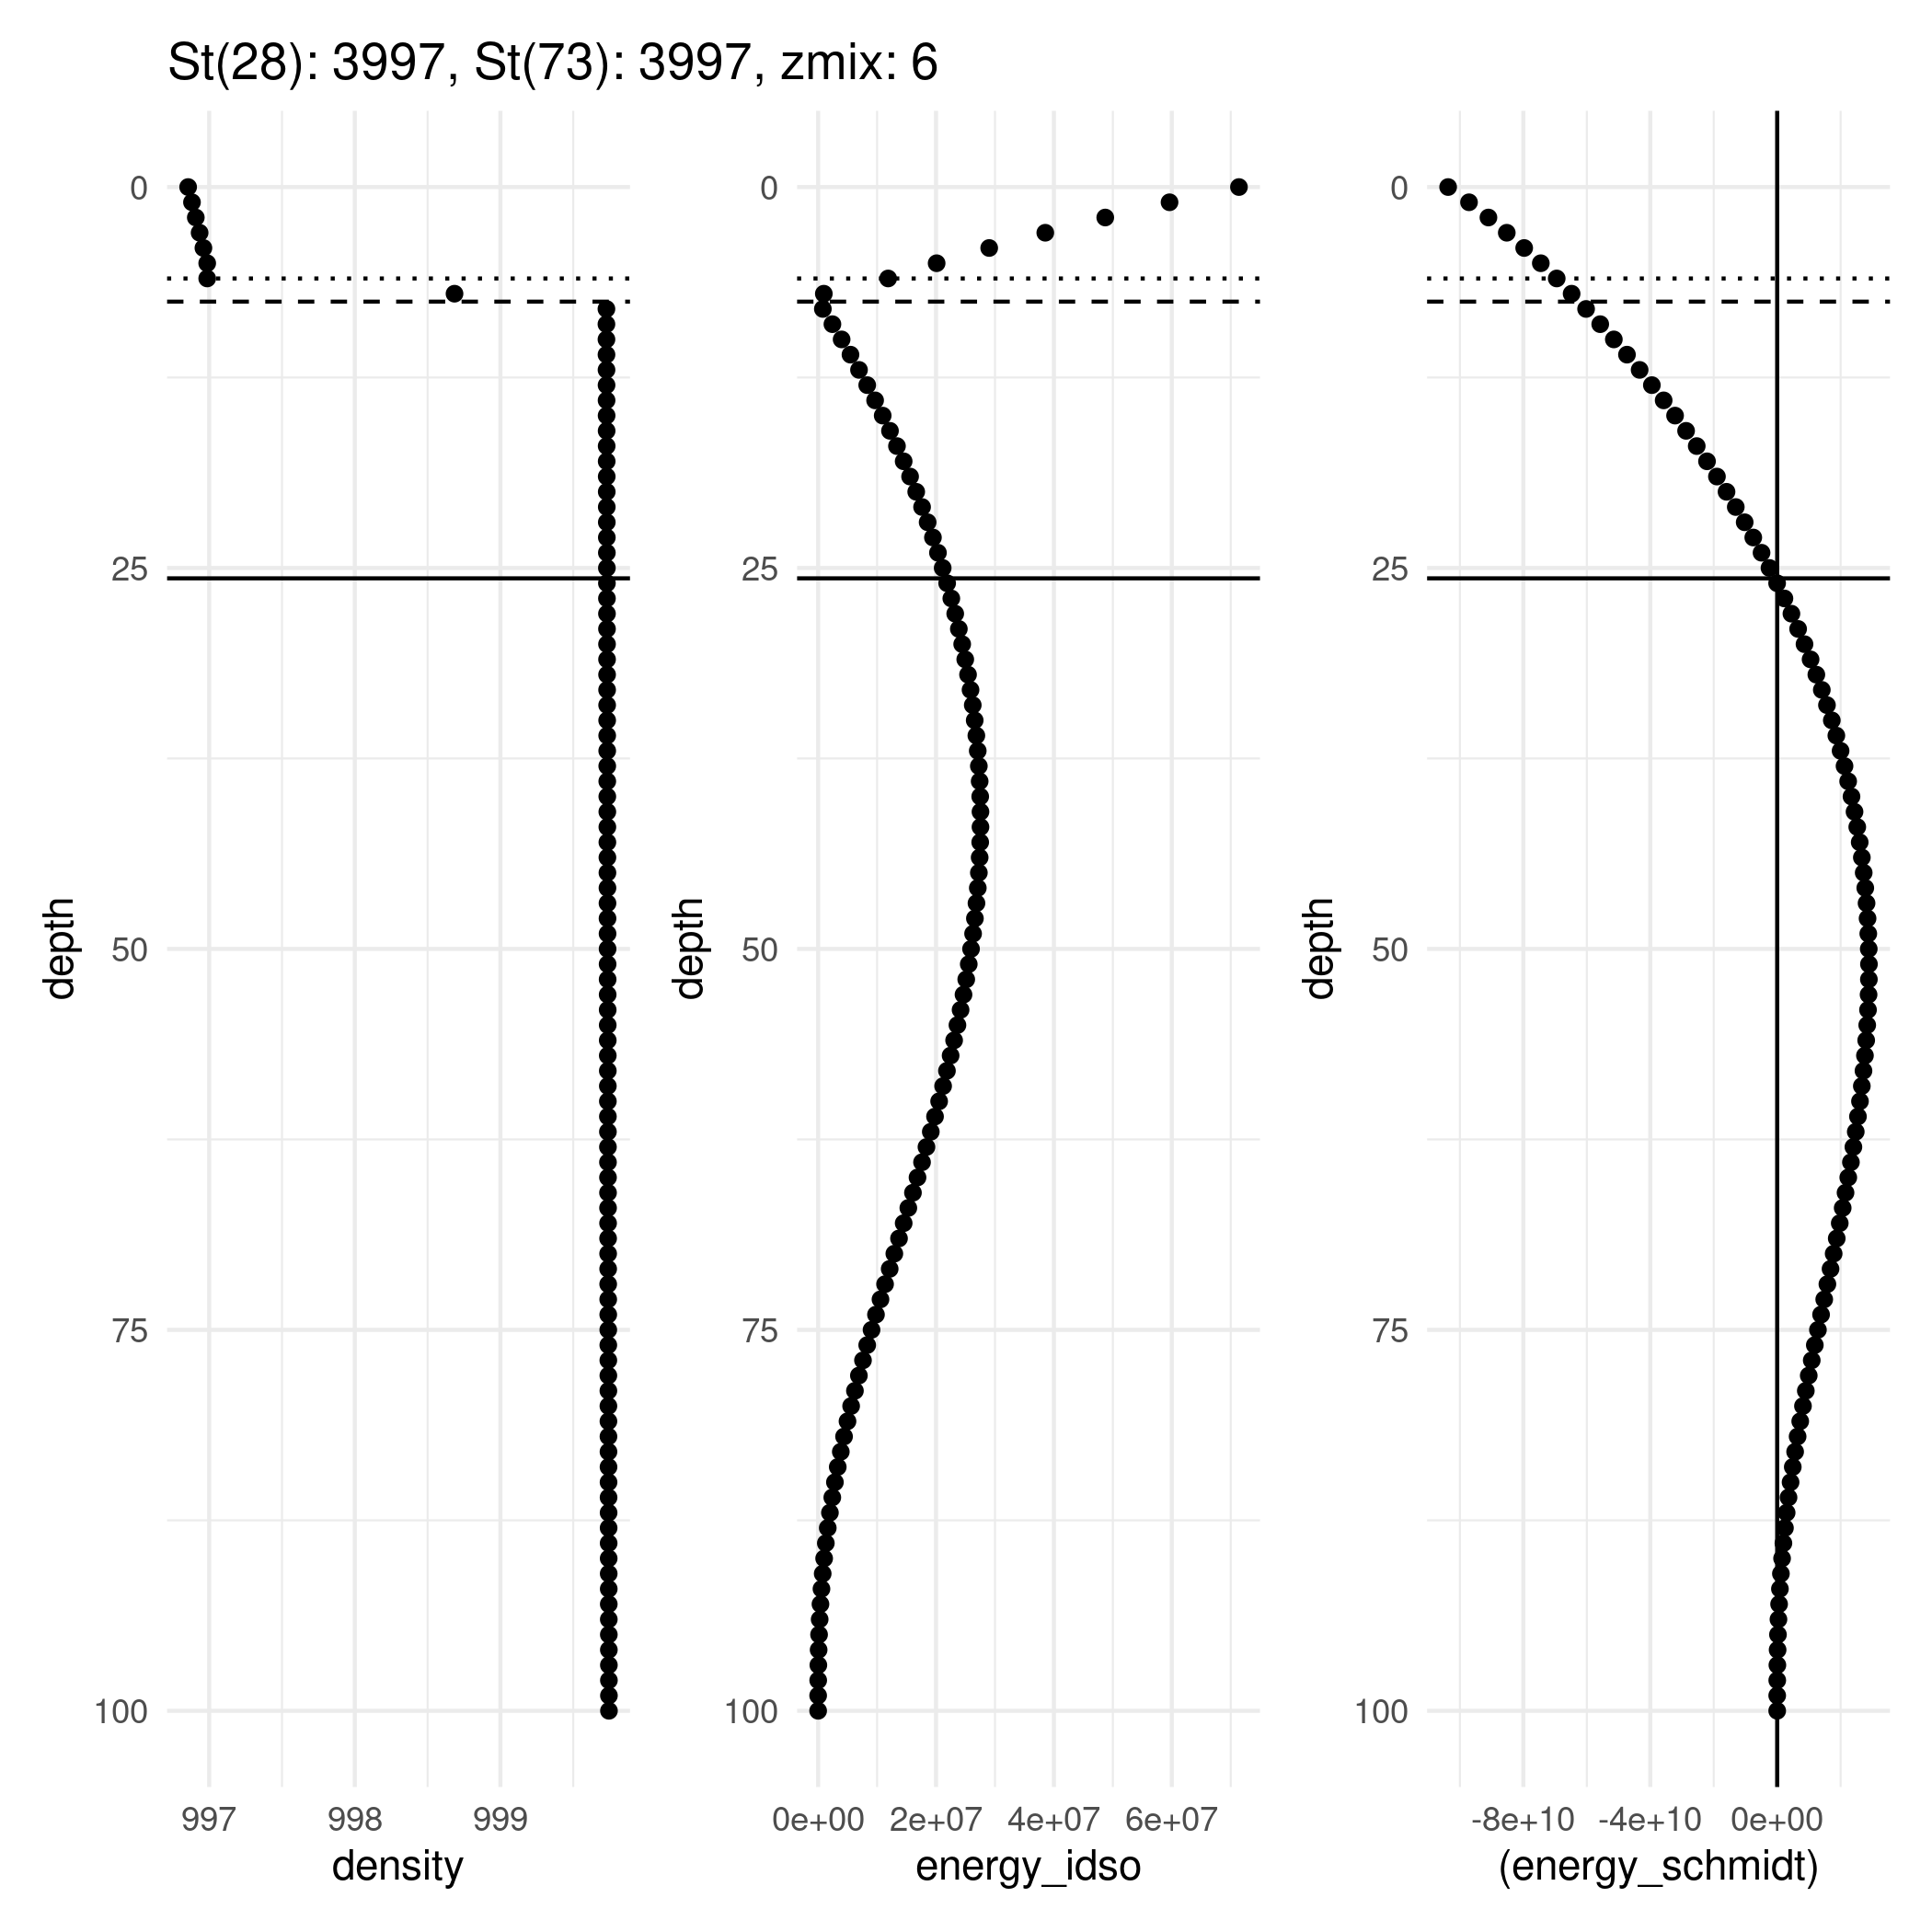 St(28): 3997, St(73): 3997, zmix: 6
depth
0
25
50
75
100
997 998 999
density
depth
0
25
50
75
100
0e+00 2e+07 4e+07 6e+07
energy_idso
depth
0
25
50
75
100
-8e+10 -4e+10 0e+00
(energy_schmidt)